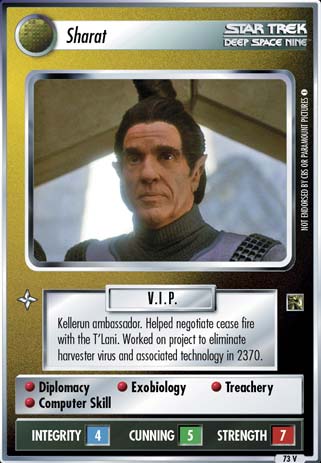 Sharat
STAR TREK
DEEP SPACE NINE
NOT ENDORSED BY CBS OR PARAMOUNT PICTURES
V.I.P.
Kellerun ambassador. Helped negotiate cease fire
with the T'Lani. Worked on project to eliminate
harvester virus and associated technology in 2370.
Diplomacy Exobiology Treachery
Computer Skill
INTEGRITY 4 CUNNING 5 STRENGTH 7
73 V